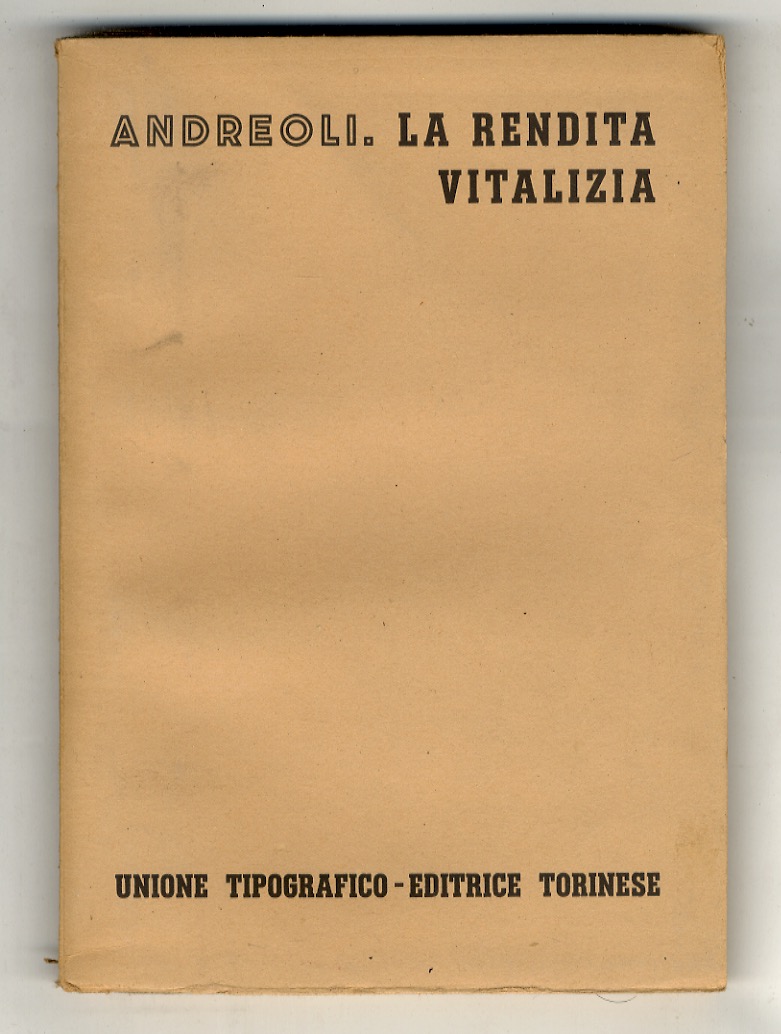 ANDREOLI. LA RENDITA
VITALIZIA
UNIONE TIPOGRAFICO-EDITRICE TORINESE